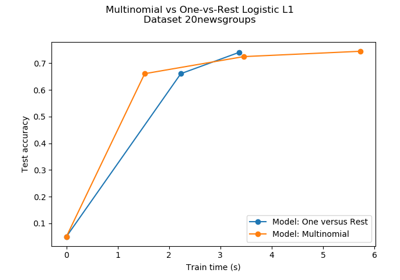 Multinomial vs One-vs-Rest Logistic L1
Dataset 20newsgroups
0.7
0.6
0.5
0.4
0.3
0.2
0.1
Test accuracy
Model: One versus Rest
Model: Multinomial
0 1 2 3 4 5 6
Train time (s)